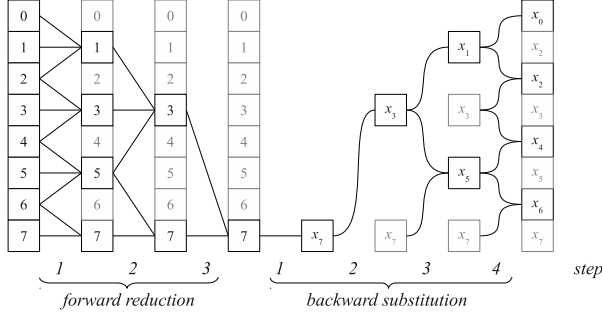 0 0 0 0 x₀
1 1 1 1 x₁ x₂
2 2 2 2 x₂
3 3 3 3 x₃ x₃ x₃
4 4 4 4 x₄
5 5 5 5 x₅ x₅
6 6 6 6 x₆
7 7 7 7 x₇ x₇ x₇ x₇
1 2 3 1 2 3 4 step
forward reduction backward substitution